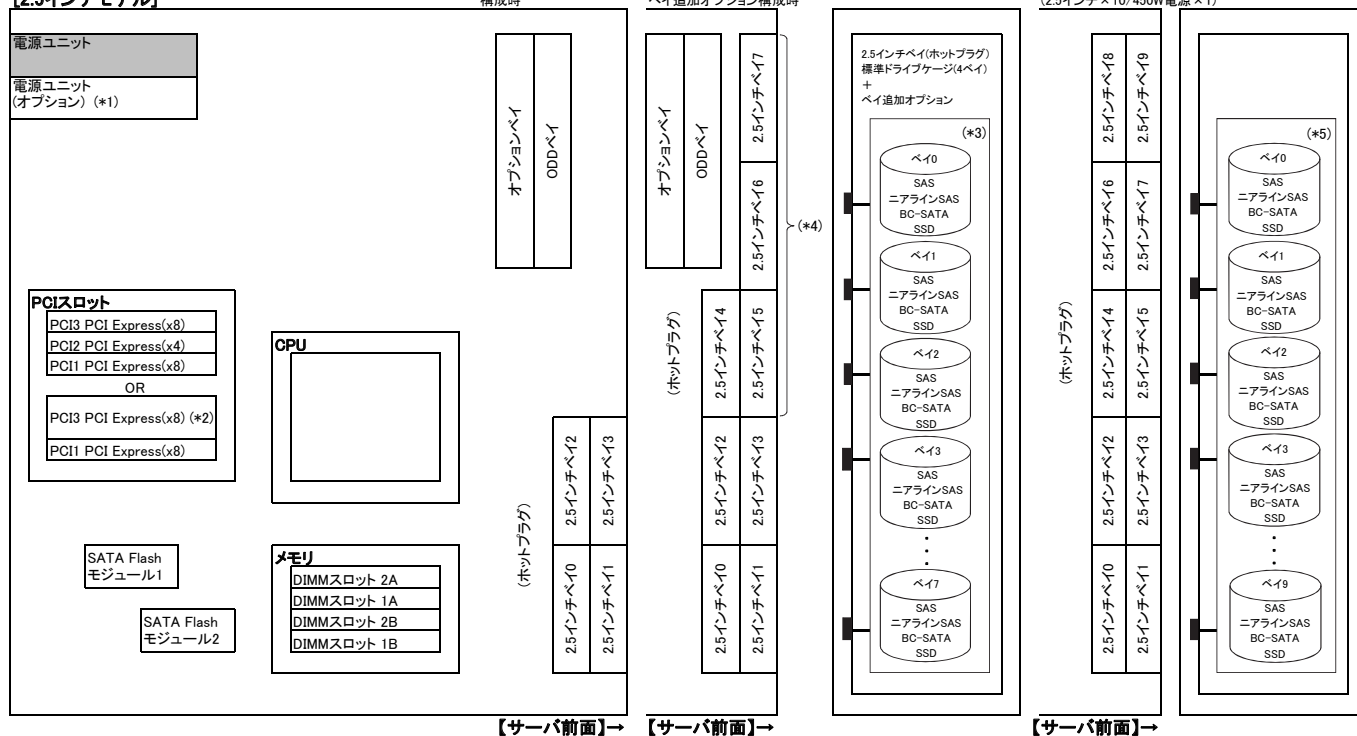 [2.5インチモデル]
構成時
ベイ追加オプション構成時
(2.5インチ×10/450W電源×1)
電源ユニット
電源ユニット
(オプション) (*1)
PCIスロット
PCI3 PCI Express(x8)
PCI2 PCI Express(x4)
PCI1 PCI Express(x8)
OR
PCI3 PCI Express(x8) (*2)
PCI1 PCI Express(x8)
CPU
SATA Flash
モジュール1
SATA Flash
モジュール2
メモリ
DIMMスロット 2A
DIMMスロット 1A
DIMMスロット 2B
DIMMスロット 1B
オプションベイ
ODDベイ
(ホットプラグ)
2.5インチベイ2
2.5インチベイ3
2.5インチベイ0
2.5インチベイ1
【サーバ前面】→
オプションベイ
ODDベイ
2.5インチベイ7
2.5インチベイ6
(*4)
(ホットプラグ)
2.5インチベイ4
2.5インチベイ5
2.5インチベイ2
2.5インチベイ3
2.5インチベイ0
2.5インチベイ1
【サーバ前面】→
2.5インチベイ(ホットプラグ)
標準ドライブケージ(4ベイ)
+
ベイ追加オプション
(*3)
ベイ0
SAS
ニアラインSAS
BC-SATA
SSD
ベイ1
SAS
ニアラインSAS
BC-SATA
SSD
ベイ2
SAS
ニアラインSAS
BC-SATA
SSD
ベイ3
SAS
ニアラインSAS
BC-SATA
SSD
ベイ7
SAS
ニアラインSAS
BC-SATA
SSD
2.5インチベイ8
2.5インチベイ9
2.5インチベイ6
2.5インチベイ7
(ホットプラグ)
2.5インチベイ4
2.5インチベイ5
2.5インチベイ2
2.5インチベイ3
2.5インチベイ0
2.5インチベイ1
【サーバ前面】→
(*5)
ベイ0
SAS
ニアラインSAS
BC-SATA
SSD
ベイ1
SAS
ニアラインSAS
BC-SATA
SSD
ベイ2
SAS
ニアラインSAS
BC-SATA
SSD
ベイ3
SAS
ニアラインSAS
BC-SATA
SSD
ベイ9
SAS
ニアラインSAS
BC-SATA
SSD